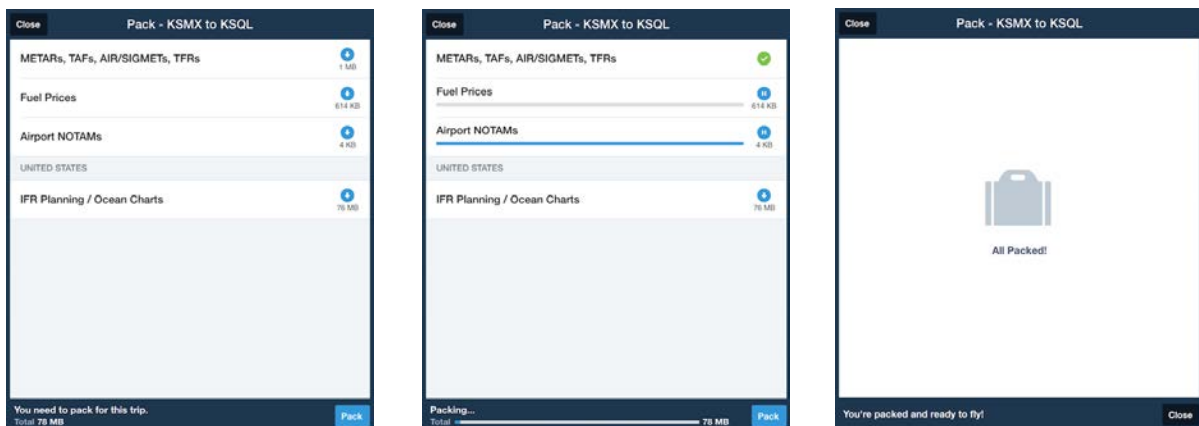 Close Pack - KSMX to KSQL
METARs, TAFs, AIR/SIGMETs, TFRs
1 MB
Fuel Prices
614 KB
Airport NOTAMs
4 KB
UNITED STATES
IFR Planning / Ocean Charts
76 MB
You need to pack for this trip.
Total 78 MB
Pack
Close Pack - KSMX to KSQL
METARs, TAFs, AIR/SIGMETs, TFRs
Fuel Prices
614 KB
Airport NOTAMs
4 KB
UNITED STATES
IFR Planning / Ocean Charts
76 MB
Packing...
Total 78 MB
Pack
Close Pack - KSMX to KSQL
All Packed!
You're packed and ready to fly! Close